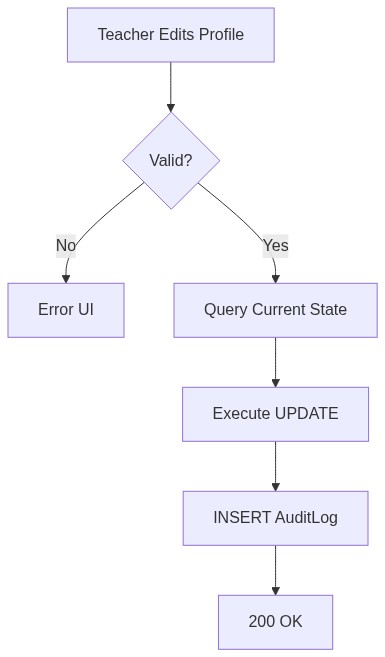 Teacher Edits Profile
Valid?
No
Yes
Error UI
Query Current State
Execute UPDATE
INSERT AuditLog
200 OK